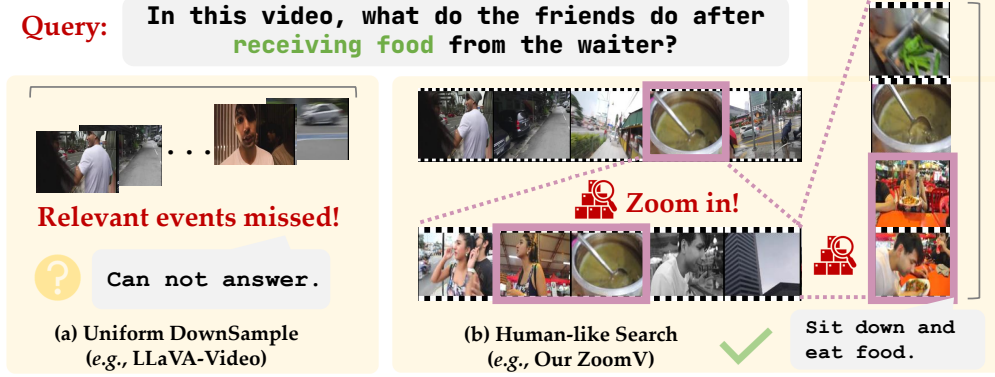 Query:
In this video, what do the friends do after
receiving food from the waiter?
. . .
Relevant events missed!
?
Can not answer.
(a) Uniform DownSample
(e.g., LLaVA-Video)
Zoom in!
(b) Human-like Search
(e.g., Our ZoomV)
Sit down and
eat food.